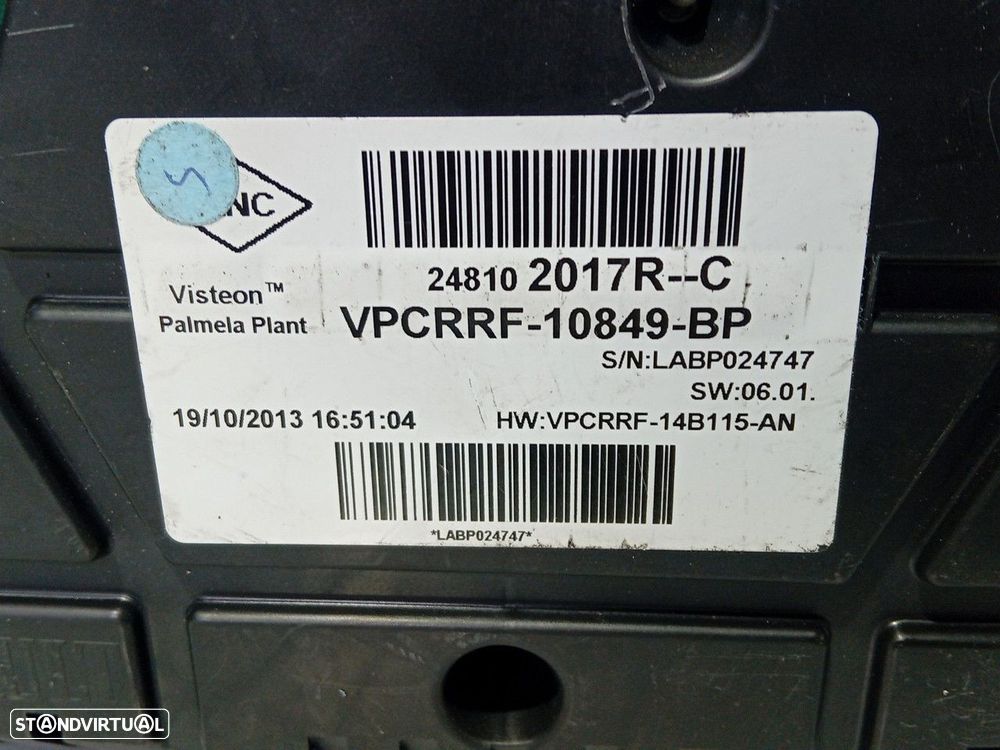 NC
24810 2017R--C
Visteon™
Palmela Plant
VPCRRF-10849-BP
S/N:LABP024747
SW:06.01.
19/10/2013 16:51:04
HW:VPCRRF-14B115-AN
*LABP024747*
STANDVIRTUAL